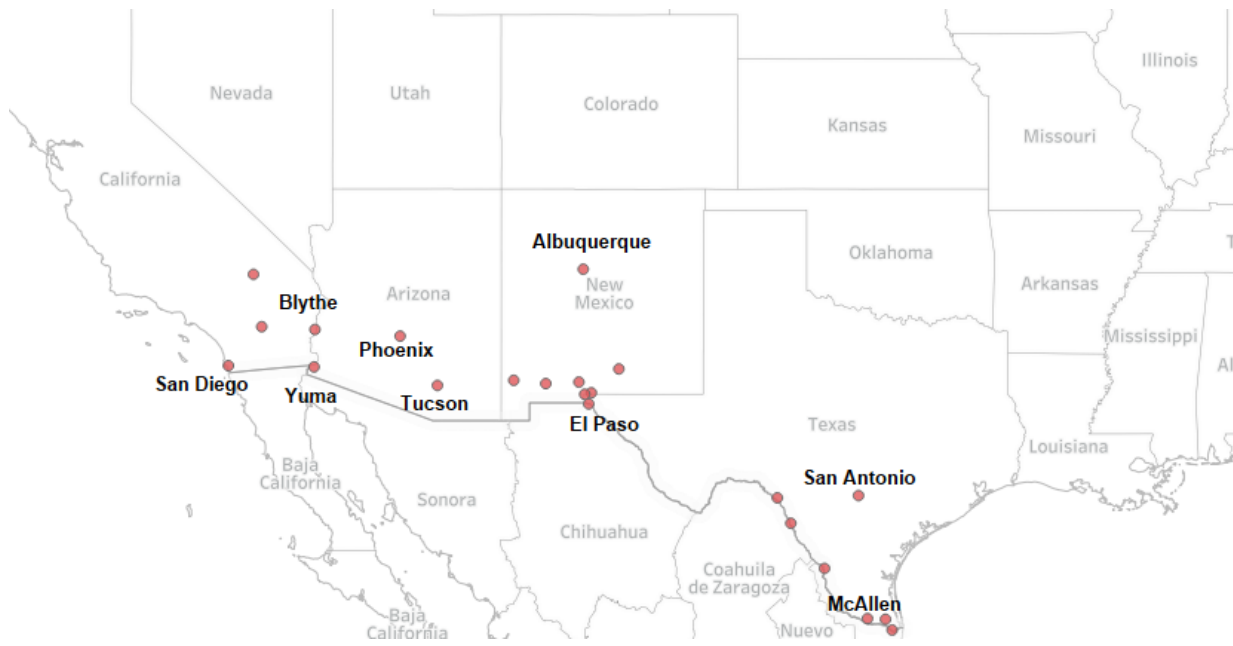 Illinois
Nevada
Utah
Colorado
Kansas
Missouri
California
Albuquerque
Oklahoma
New
Mexico
Arkansas
Blythe
Arizona
Mississippi
Phoenix
San Diego
Yuma
Tucson
El Paso
Texas
Louisiana
Baja
California
San Antonio
Sonora
Chihuahua
Coahuila
de Zaragoza
McAllen
Baja
California
Nuevo
T
Al